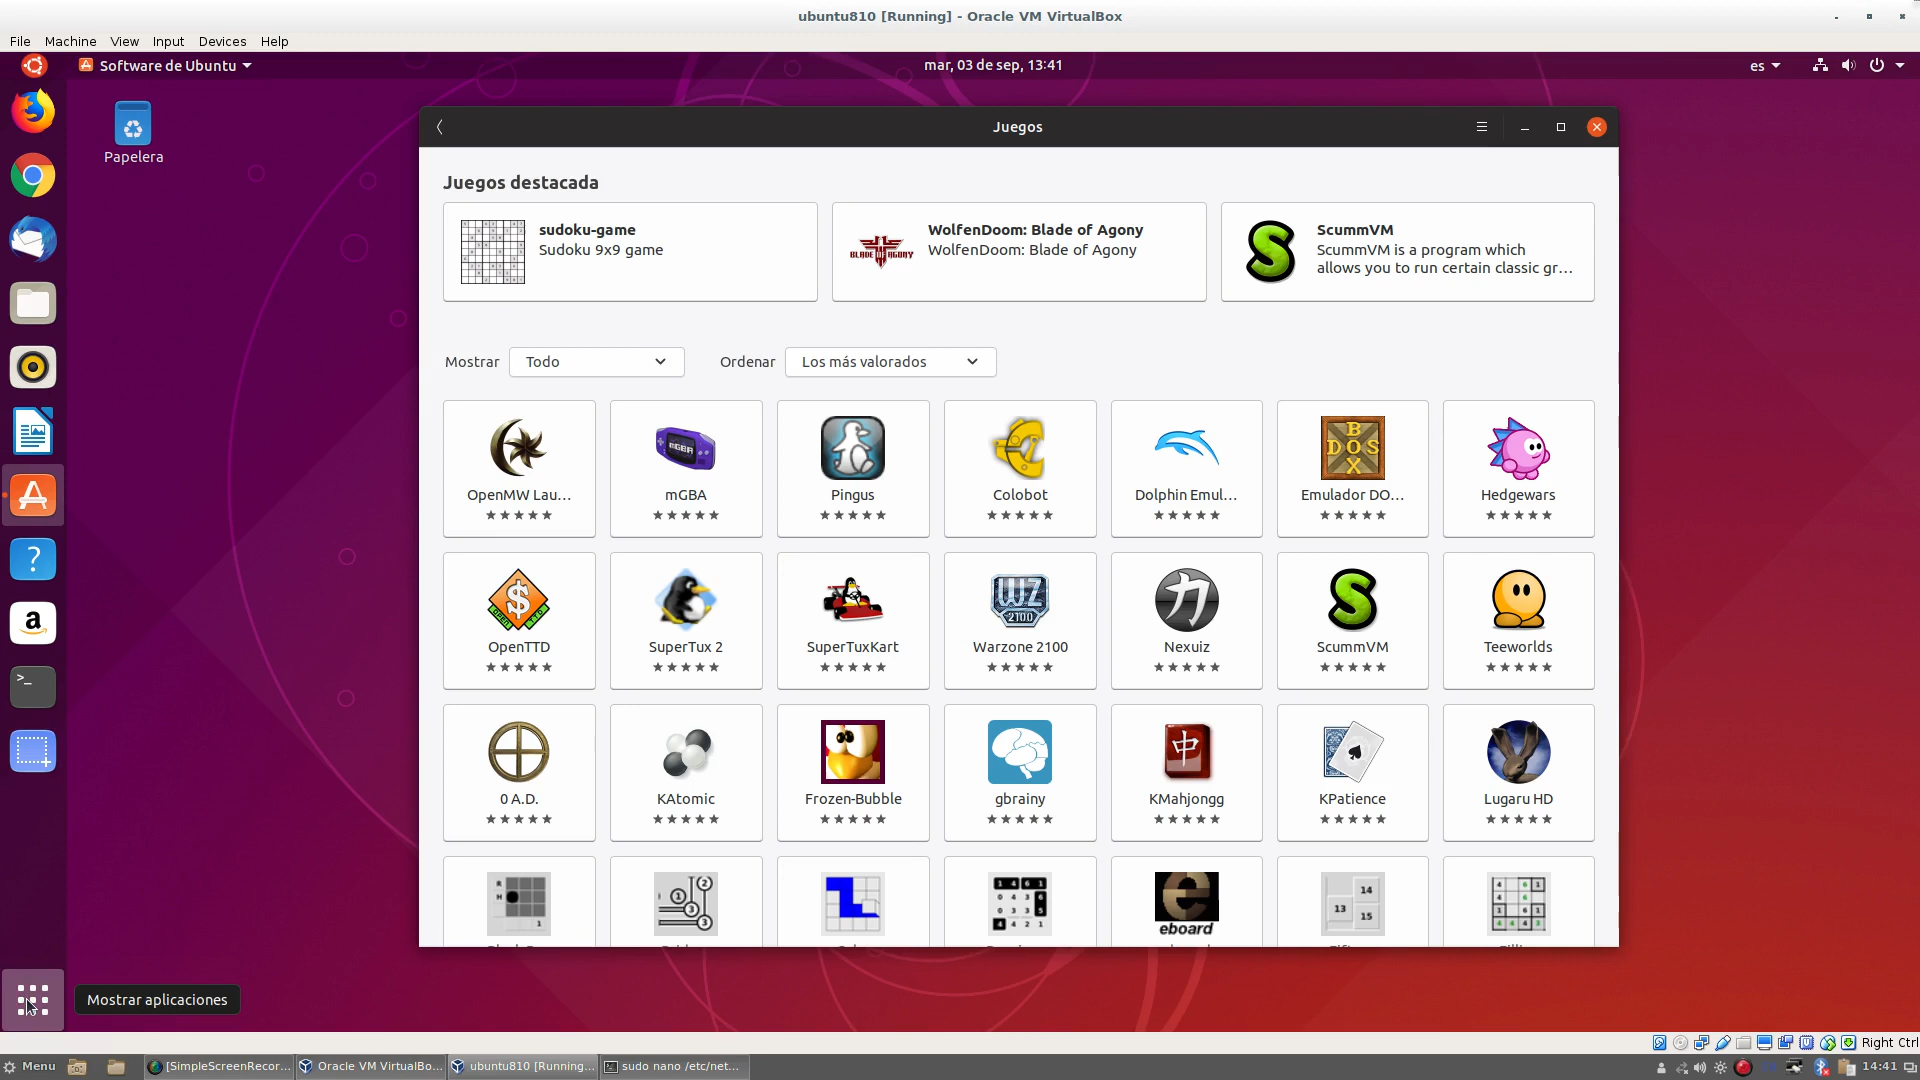 ubuntu810 [Running] - Oracle VM VirtualBox
File Machine View Input Devices Help
Software de Ubuntu
mar, 03 de sep, 13:41
es
Papelera
Juegos
Juegos destacada
sudoku-game
Sudoku 9x9 game
WolfenDoom: Blade of Agony
WolfenDoom: Blade of Agony
BLADE OF AGONY
ScummVM
ScummVM is a program which
allows you to run certain classic gr...
Mostrar Todo Ordenar Los más valorados
OpenMW Lau...
mGBA
Pingus
Colobot
Dolphin Emul...
Emulador DO...
Hedgewars
OpenTTD
SuperTux 2
SuperTuxKart
Warzone 2100
Nexuiz
ScummVM
Teeworlds
0 A.D.
KAtomic
Frozen-Bubble
gbrainy
KMahjongg
KPatience
Lugaru HD
eboard
Mostrar aplicaciones
Right Ctrl
Menu
[SimpleScreenRecor...
Oracle VM VirtualBo...
ubuntu810 [Running...
sudo nano /etc/net...
14:41